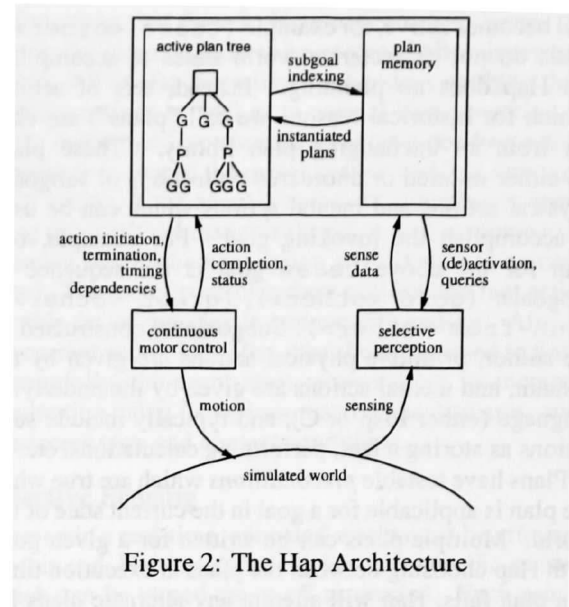 active plan tree
plan
memory
subgoal
indexing
instantiated
plans
G G G
P P
GG GGG
action initiation,
termination,
timing
dependencies
action
completion,
status
sense
data
sensor
(de)activation,
queries
continuous
motor control
selective
perception
motion
sensing
simulated world
Figure 2: The Hap Architecture